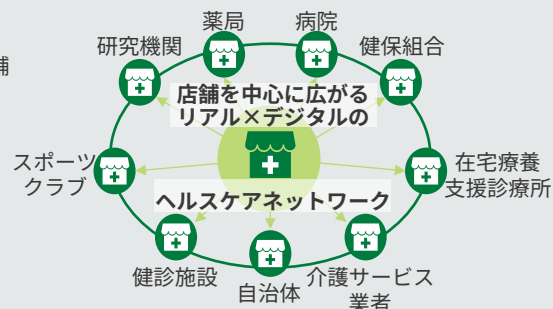 薬局
病院
研究機関
健保組合
舗
店舗を中心に広がる
リアル×デジタルの
スポーツ
クラブ
在宅療養
支援診療所
ヘルスケアネットワーク
健診施設
自治体
介護サービス
業者